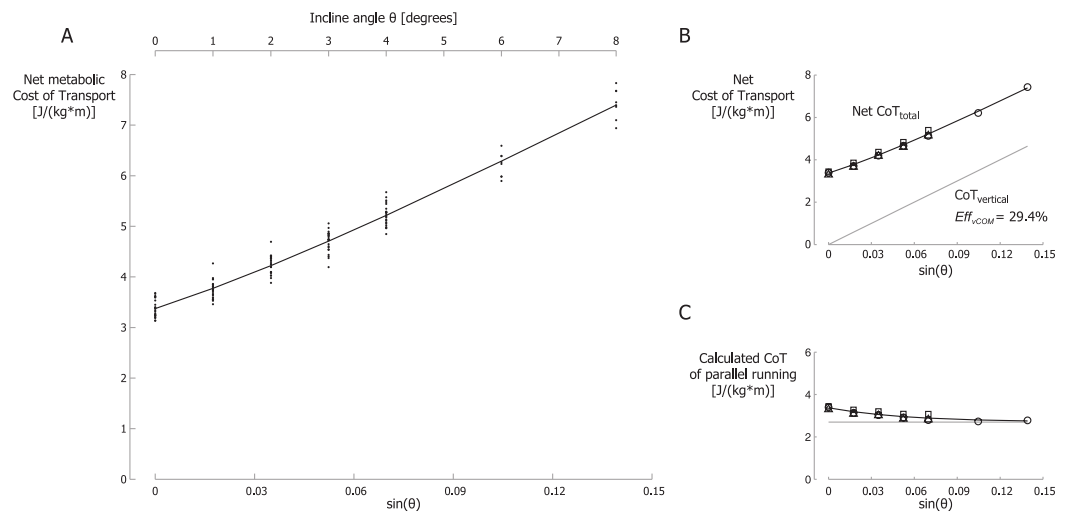 A
Incline angle θ [degrees]
0 1 2 3 4 5 6 7 8
Net metabolic
Cost of Transport
[J/(kg*m)]
8
7
6
5
4
3
2
1
0
0 0.03 0.06 0.09 0.12 0.15
sin(θ)
B
Net
Cost of Transport
[J/(kg*m)]
8
6
4
2
0
Net CoTtotal
CoTvertical
EffvCOM = 29.4%
0 0.03 0.06 0.09 0.12 0.15
sin(θ)
C
Calculated CoT
of parallel running
[J/(kg*m)]
6
4
2
0
0 0.03 0.06 0.09 0.12 0.15
sin(θ)